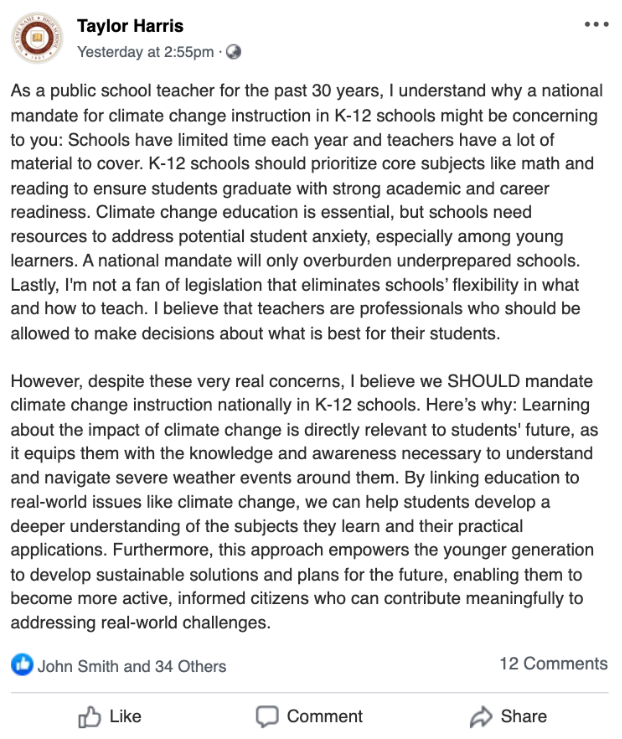 Taylor Harris
Yesterday at 2:55pm ·
As a public school teacher for the past 30 years, I understand why a national
mandate for climate change instruction in K-12 schools might be concerning
to you: Schools have limited time each year and teachers have a lot of
material to cover. K-12 schools should prioritize core subjects like math and
reading to ensure students graduate with strong academic and career
readiness. Climate change education is essential, but schools need
resources to address potential student anxiety, especially among young
learners. A national mandate will only overburden underprepared schools.
Lastly, I'm not a fan of legislation that eliminates schools’ flexibility in what
and how to teach. I believe that teachers are professionals who should be
allowed to make decisions about what is best for their students.
However, despite these very real concerns, I believe we SHOULD mandate
climate change instruction nationally in K-12 schools. Here’s why: Learning
about the impact of climate change is directly relevant to students' future, as
it equips them with the knowledge and awareness necessary to understand
and navigate severe weather events around them. By linking education to
real-world issues like climate change, we can help students develop a
deeper understanding of the subjects they learn and their practical
applications. Furthermore, this approach empowers the younger generation
to develop sustainable solutions and plans for the future, enabling them to
become more active, informed citizens who can contribute meaningfully to
addressing real-world challenges.
John Smith and 34 Others
12 Comments
Like
Comment
Share